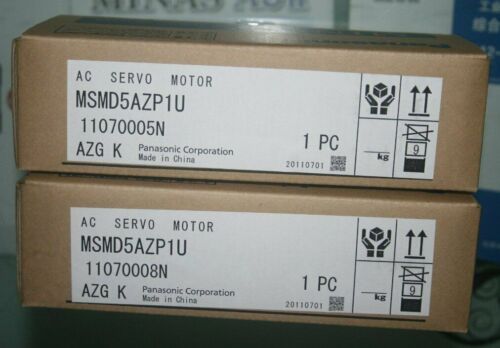 MINAS A
AC SERVO MOTOR
MSMD5AZP1U
11070005N
AZG K
Panasonic Corporation
Made in China
1 PC
20110701
kg
9
AC SERVO MOTOR
MSMD5AZP1U
11070008N
AZG K
Panasonic Corporation
Made in China
1 PC
20110701
kg
9